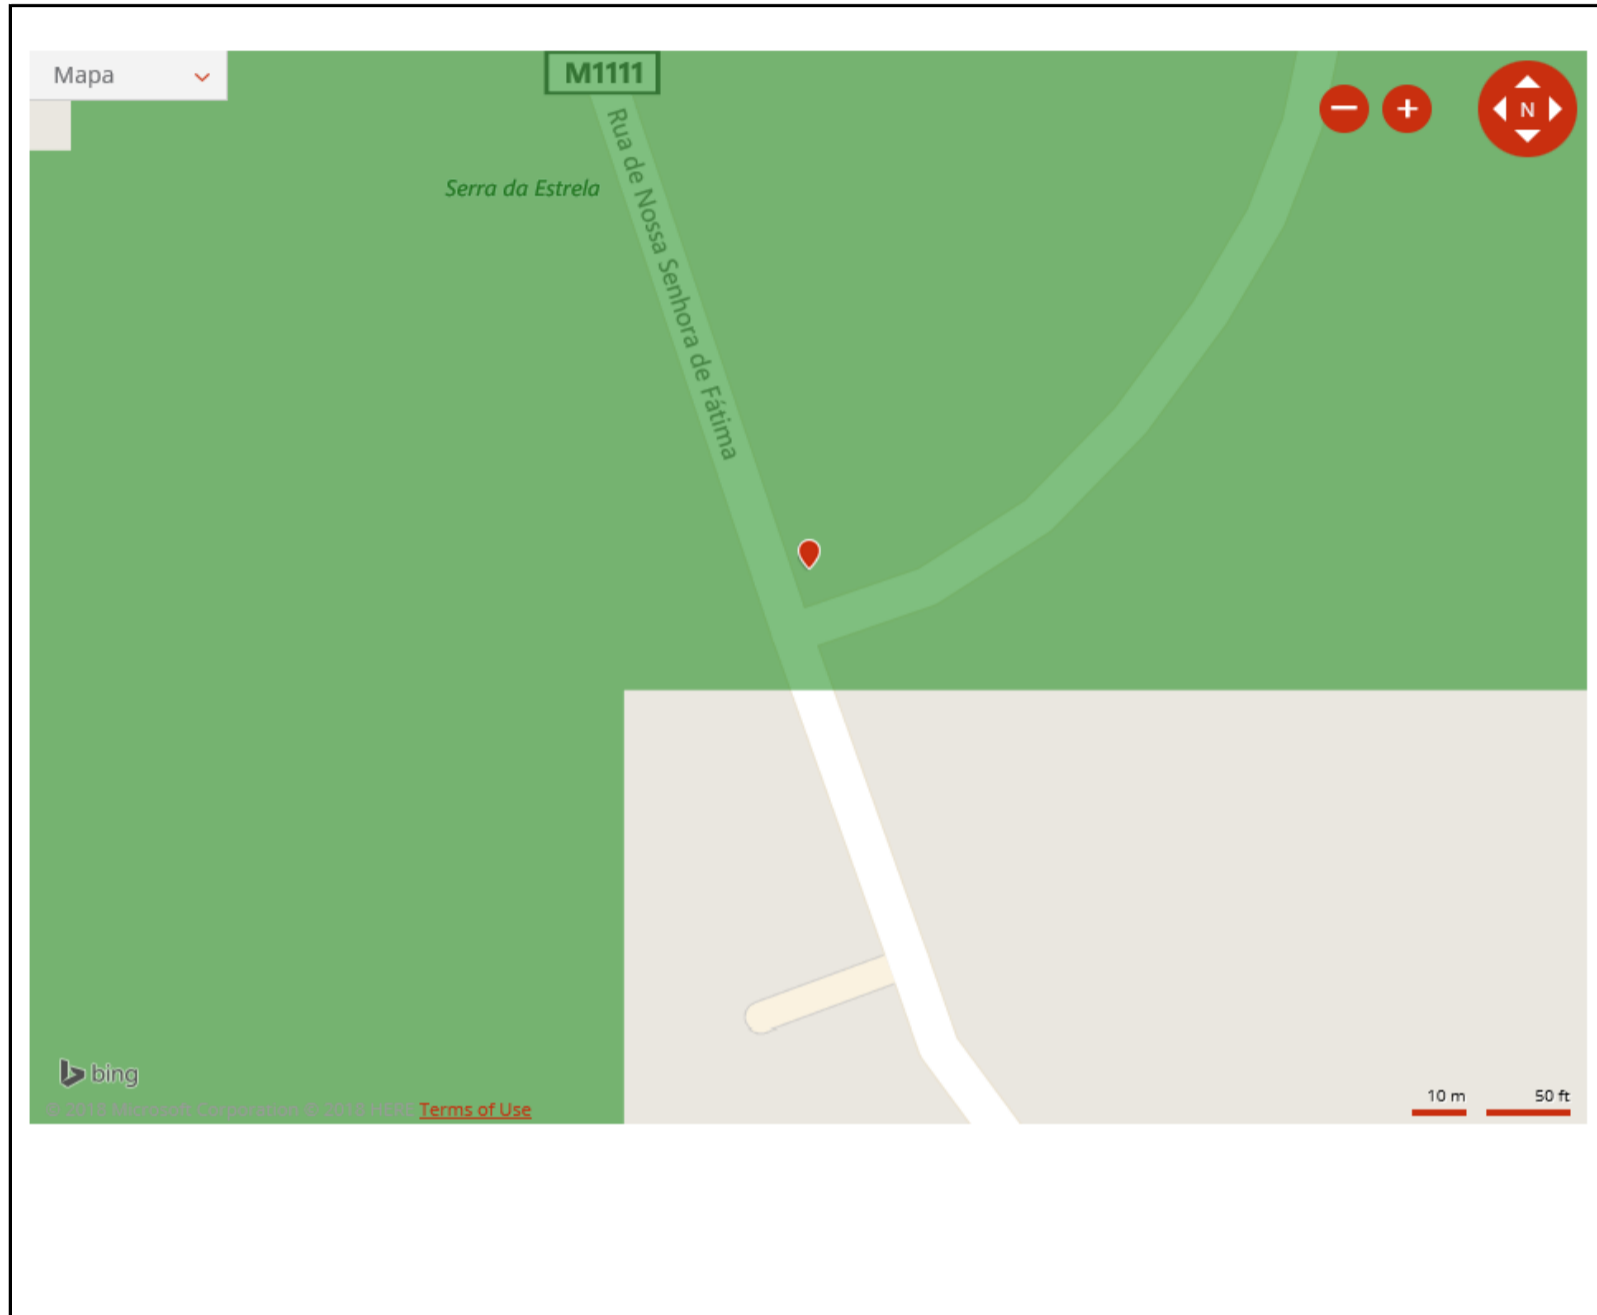 Mapa
M1111
N
Rua de Nossa Senhora de Fátima
Serra da Estrela
bing
Terms of Use
10 m
50 ft